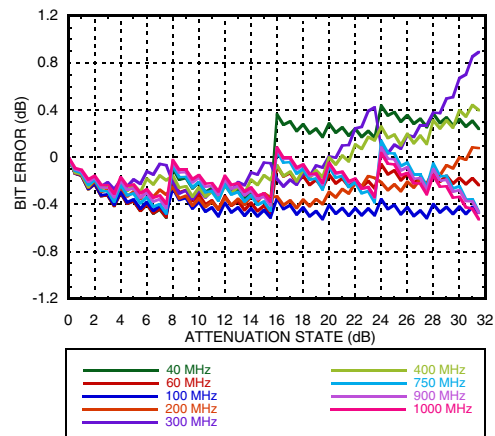 1.2
0.8
0.4
0
-0.4
-0.8
-1.2
BIT ERROR (dB)
0 2 4 6 8 10 12 14 16 18 20 22 24 26 28 30 32
ATTENUATION STATE (dB)
40 MHz
60 MHz
100 MHz
200 MHz
300 MHz
400 MHz
750 MHz
900 MHz
1000 MHz